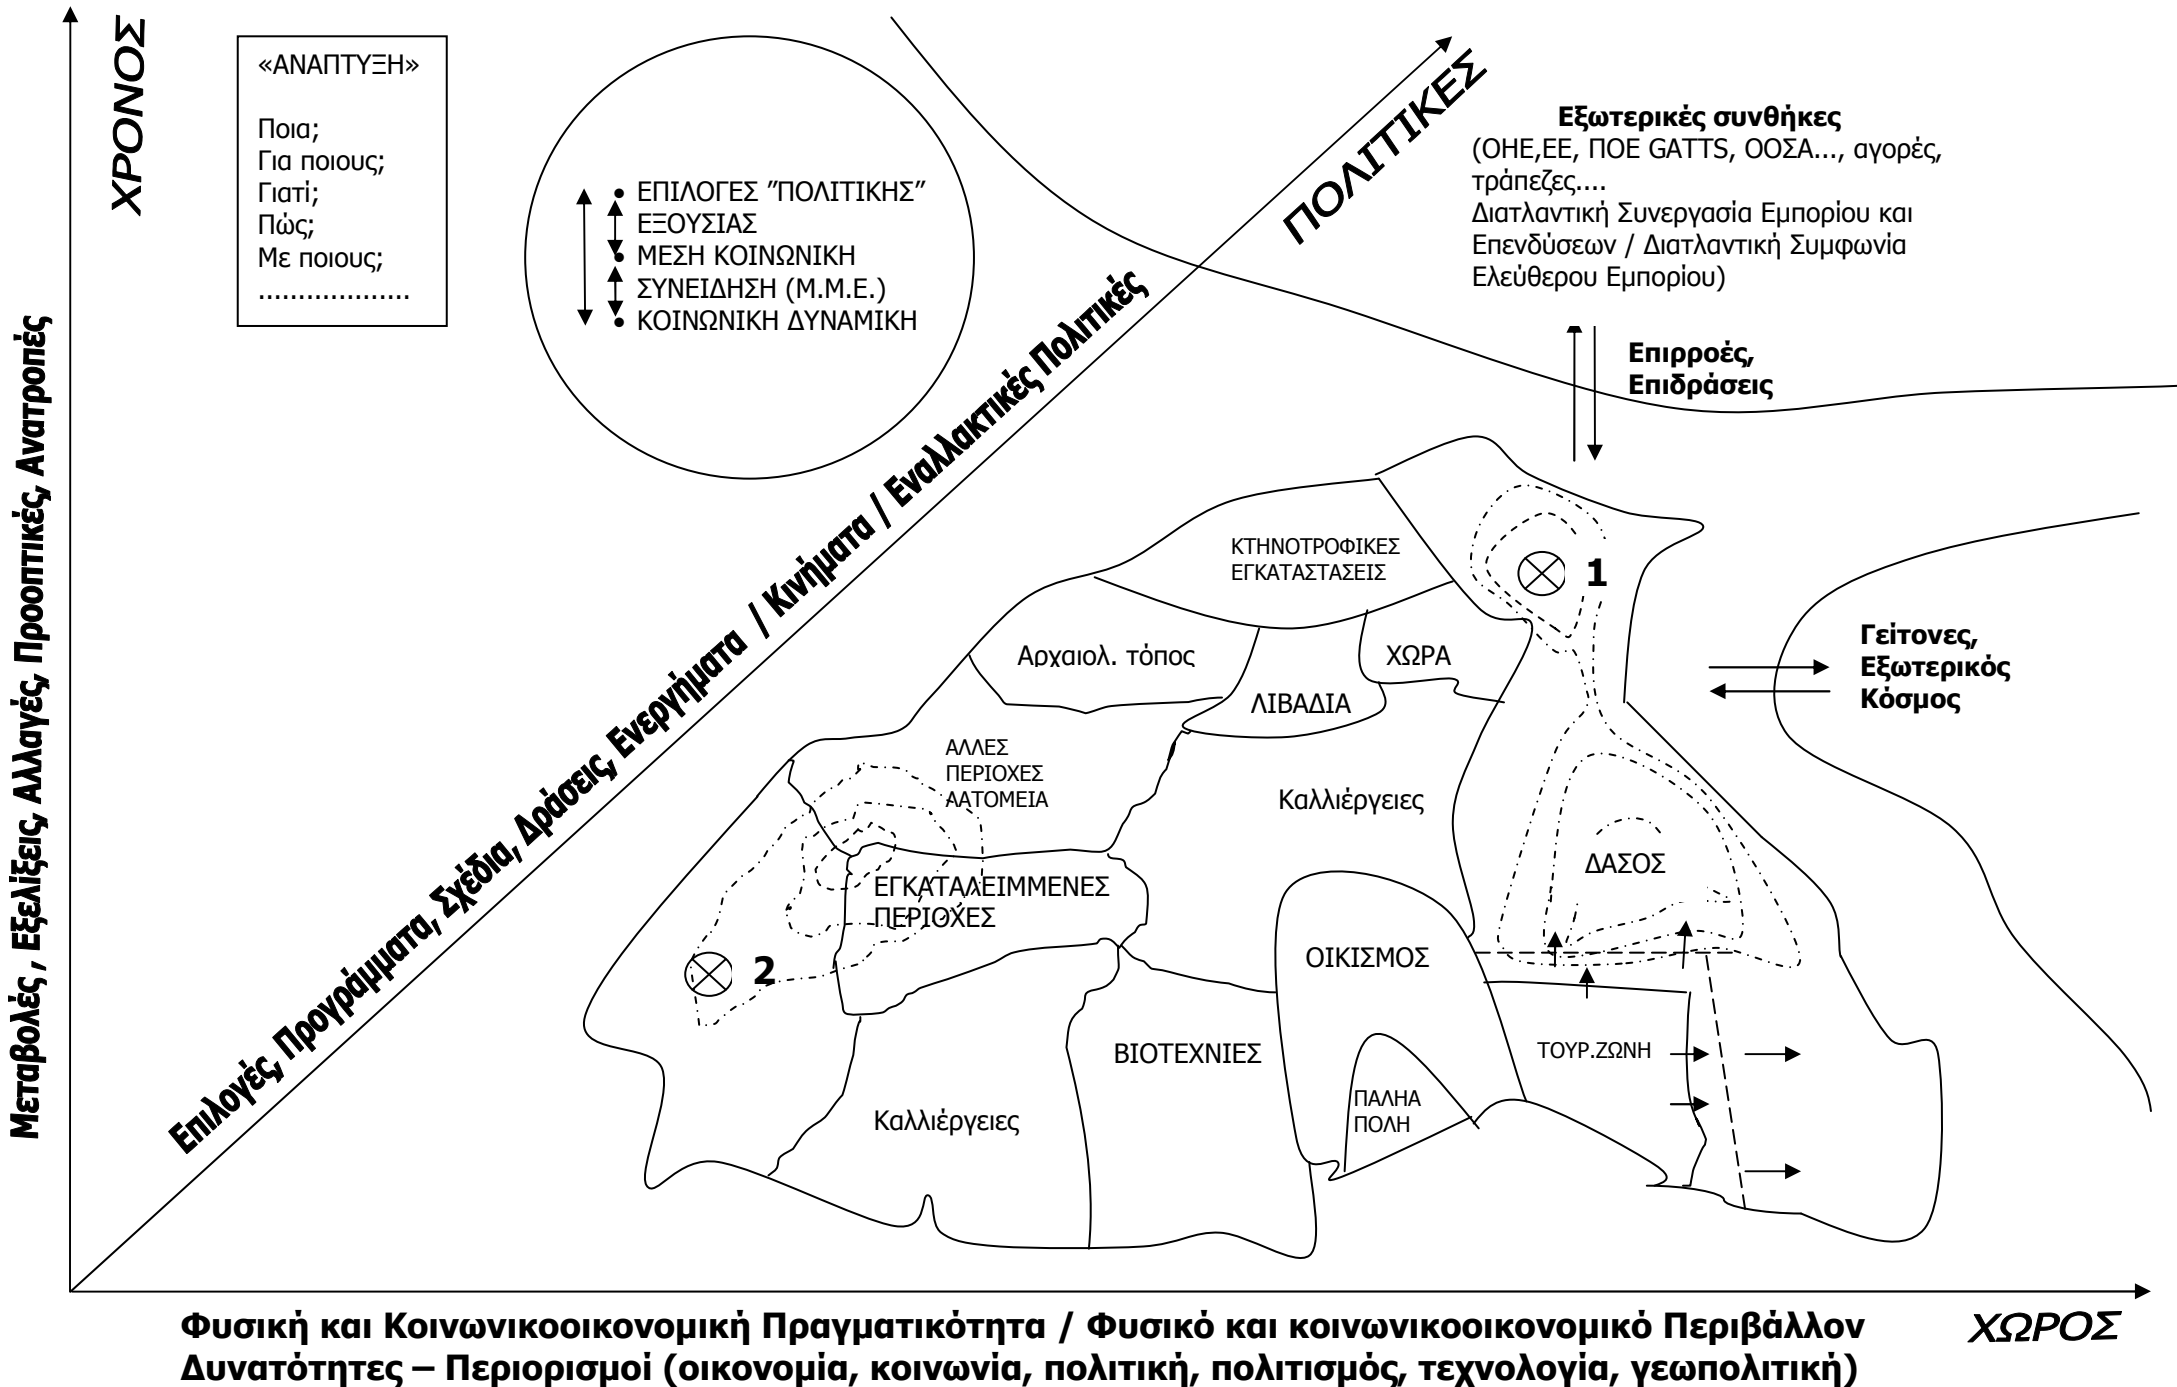 ΧΡΟΝΟΣ
«ΑΝΑΠΤΥΞΗ»
Ποια;
Για ποιους;
Γιατί;
Πώς;
Με ποιους;
...................
• ΕΠΙΛΟΓΕΣ "ΠΟΛΙΤΙΚΗΣ"
ΕΞΟΥΣΙΑΣ
• ΜΕΣΗ ΚΟΙΝΩΝΙΚΗ
ΣΥΝΕΙΔΗΣΗ (Μ.Μ.Ε.)
• ΚΟΙΝΩΝΙΚΗ ΔΥΝΑΜΙΚΗ
ΠΟΛΙΤΙΚΕΣ
Εξωτερικές συνθήκες
(ΟΗΕ,ΕΕ, ΠΟΕ GATTS, ΟΟΣΑ..., αγορές,
τράπεζες....
Διατλαντική Συνεργασία Εμπορίου και
Επενδύσεων / Διατλαντική Συμφωνία
Ελεύθερου Εμπορίου)
Επιρροές,
Επιδράσεις
Μεταβολές , Εξελίξεις, Αλλαγές, Προοπτικές, Ανατροπές
Επιλογές, Προγράμματα, Σχέδια, Δράσεις, Ενεργήματα / Κινήματα / Εναλλακτικές Πολιτικές
ΚΤΗΝΟΤΡΟΦΙΚΕΣ
ΕΓΚΑΤΑΣΤΑΣΕΙΣ
1
Αρχαιολ. τόπος
ΧΩΡΑ
ΛΙΒΑΔΙΑ
Γείτονες,
Εξωτερικός
Κόσμος
ΑΛΛΕΣ
ΠΕΡΙΟΧΕΣ
ΛΑΤΟΜΕΙΑ
Καλλιέργειες
ΔΑΣΟΣ
ΕΓΚΑΤΑΛΕΙΜΜΕΝΕΣ
ΠΕΡΙΟΧΕΣ
2
ΟΙΚΙΣΜΟΣ
ΒΙΟΤΕΧΝΙΕΣ
ΤΟΥΡ.ΖΩΝΗ
Καλλιέργειες
ΠΑΛΗΑ
ΠΟΛΗ
Φυσική και Κοινωνικοοικονομική Πραγματικότητα / Φυσικό και κοινωνικοοικονομικό Περιβάλλον
Δυνατότητες – Περιορισμοί (οικονομία, κοινωνία, πολιτική, πολιτισμός, τεχνολογία, γεωπολιτική)
ΧΩΡΟΣ